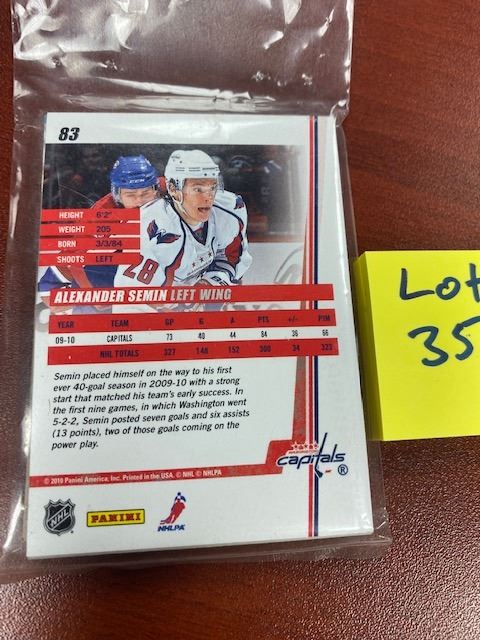 83
HEIGHT 6'2"
WEIGHT 205
BORN 3/3/84
SHOOTS LEFT
28
ALEXANDER SEMIN LEFT WING
YEAR TEAM GP G A PTS +/- PIM
09-10 CAPITALS 73 40 44 84 36 66
NHL TOTALS 327 148 152 300 34 323
Semin placed himself on the way to his first
ever 40-goal season in 2009-10 with a strong
start that matched his team's early success. In
the first nine games, in which Washington went
5-2-2, Semin posted seven goals and six assists
(13 points), two of those goals coming on the
power play.
capitals ®
© 2010 Panini America, Inc. Printed in the USA. © NHL © NHLPA
NHL PANINI NHLPA
Lot
35